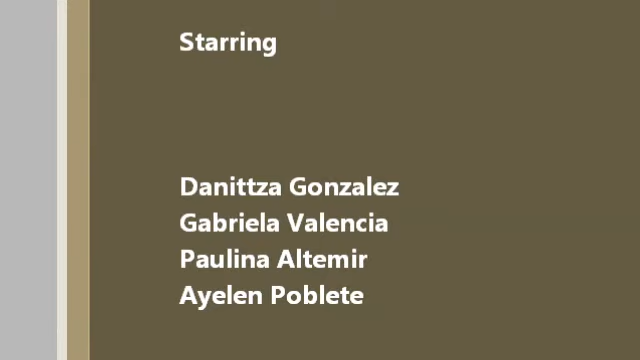 Starring
Danittza Gonzalez
Gabriela Valencia
Paulina Altemir
Ayelen Poblete